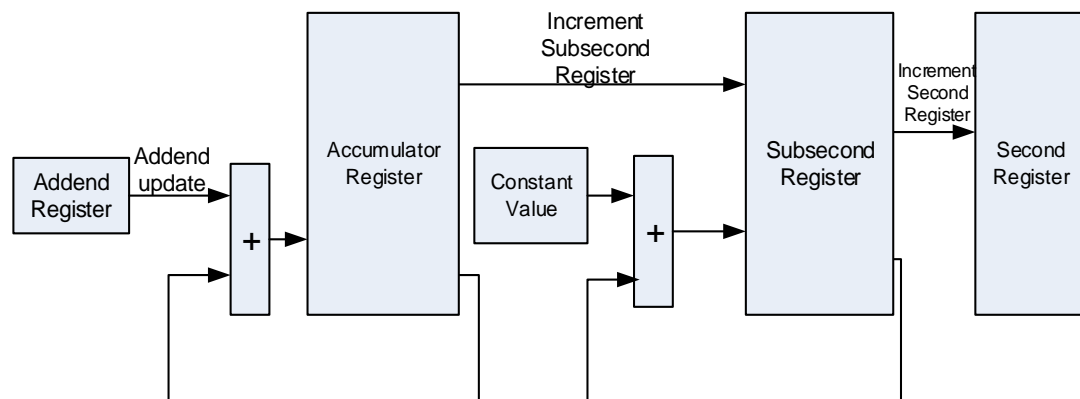 Increment
Subsecond
Register
Increment
Second
Register
Addend
update
Addend
Register
+
Accumulator
Register
Constant
Value
+
Subsecond
Register
Second
Register